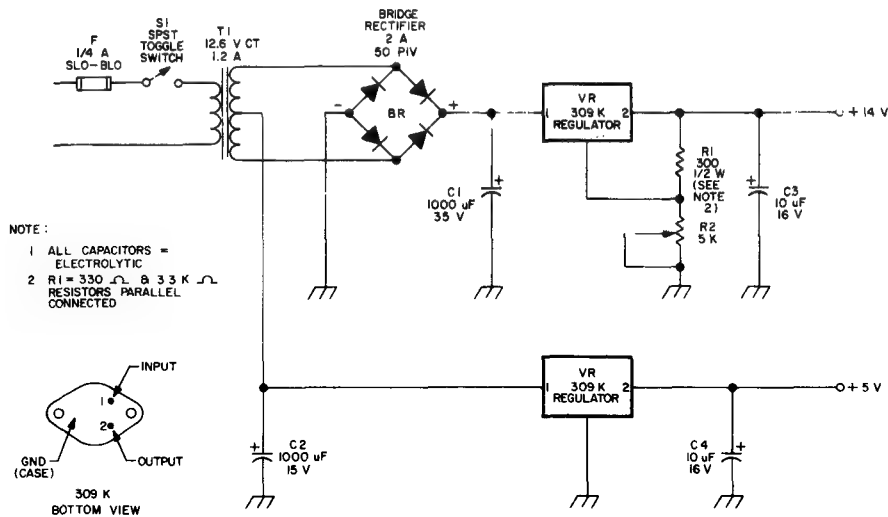 F
1/4 A
SLO-BLO
S1
SPST
TOGGLE
SWITCH
T1
12.6 V CT
1.2 A
BRIDGE
RECTIFIER
2 A
50 PIV
-
BR
+
+
C1
1000 uF
35 V
1
VR
309 K
REGULATOR
2
R1
300
1/2 W
(SEE
NOTE
2)
R2
5 K
+
C3
10 uF
16 V
+ 14 V
NOTE :
1 ALL CAPACITORS =
ELECTROLYTIC
2 R1 = 330 Ω & 3.3 K Ω
RESISTORS PARALLEL
CONNECTED
INPUT
1
2
GND
(CASE)
OUTPUT
309 K
BOTTOM VIEW
+
C2
1000 uF
15 V
1
VR
309 K
REGULATOR
2
+
C4
10 uF
16 V
+ 5 V